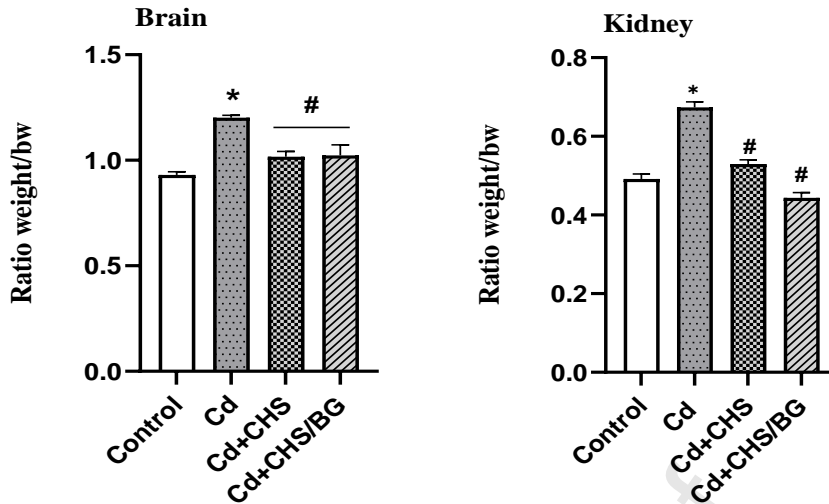 Brain
Ratio weight/bw
1.5
1.0
0.5
0.0
*
#
Control
Cd
Cd+CHS
Cd+CHS/BG
Kidney
Ratio weight/bw
0.8
0.6
0.4
0.2
0.0
*
#
#
Control
Cd
Cd+CHS
Cd+CHS/BG